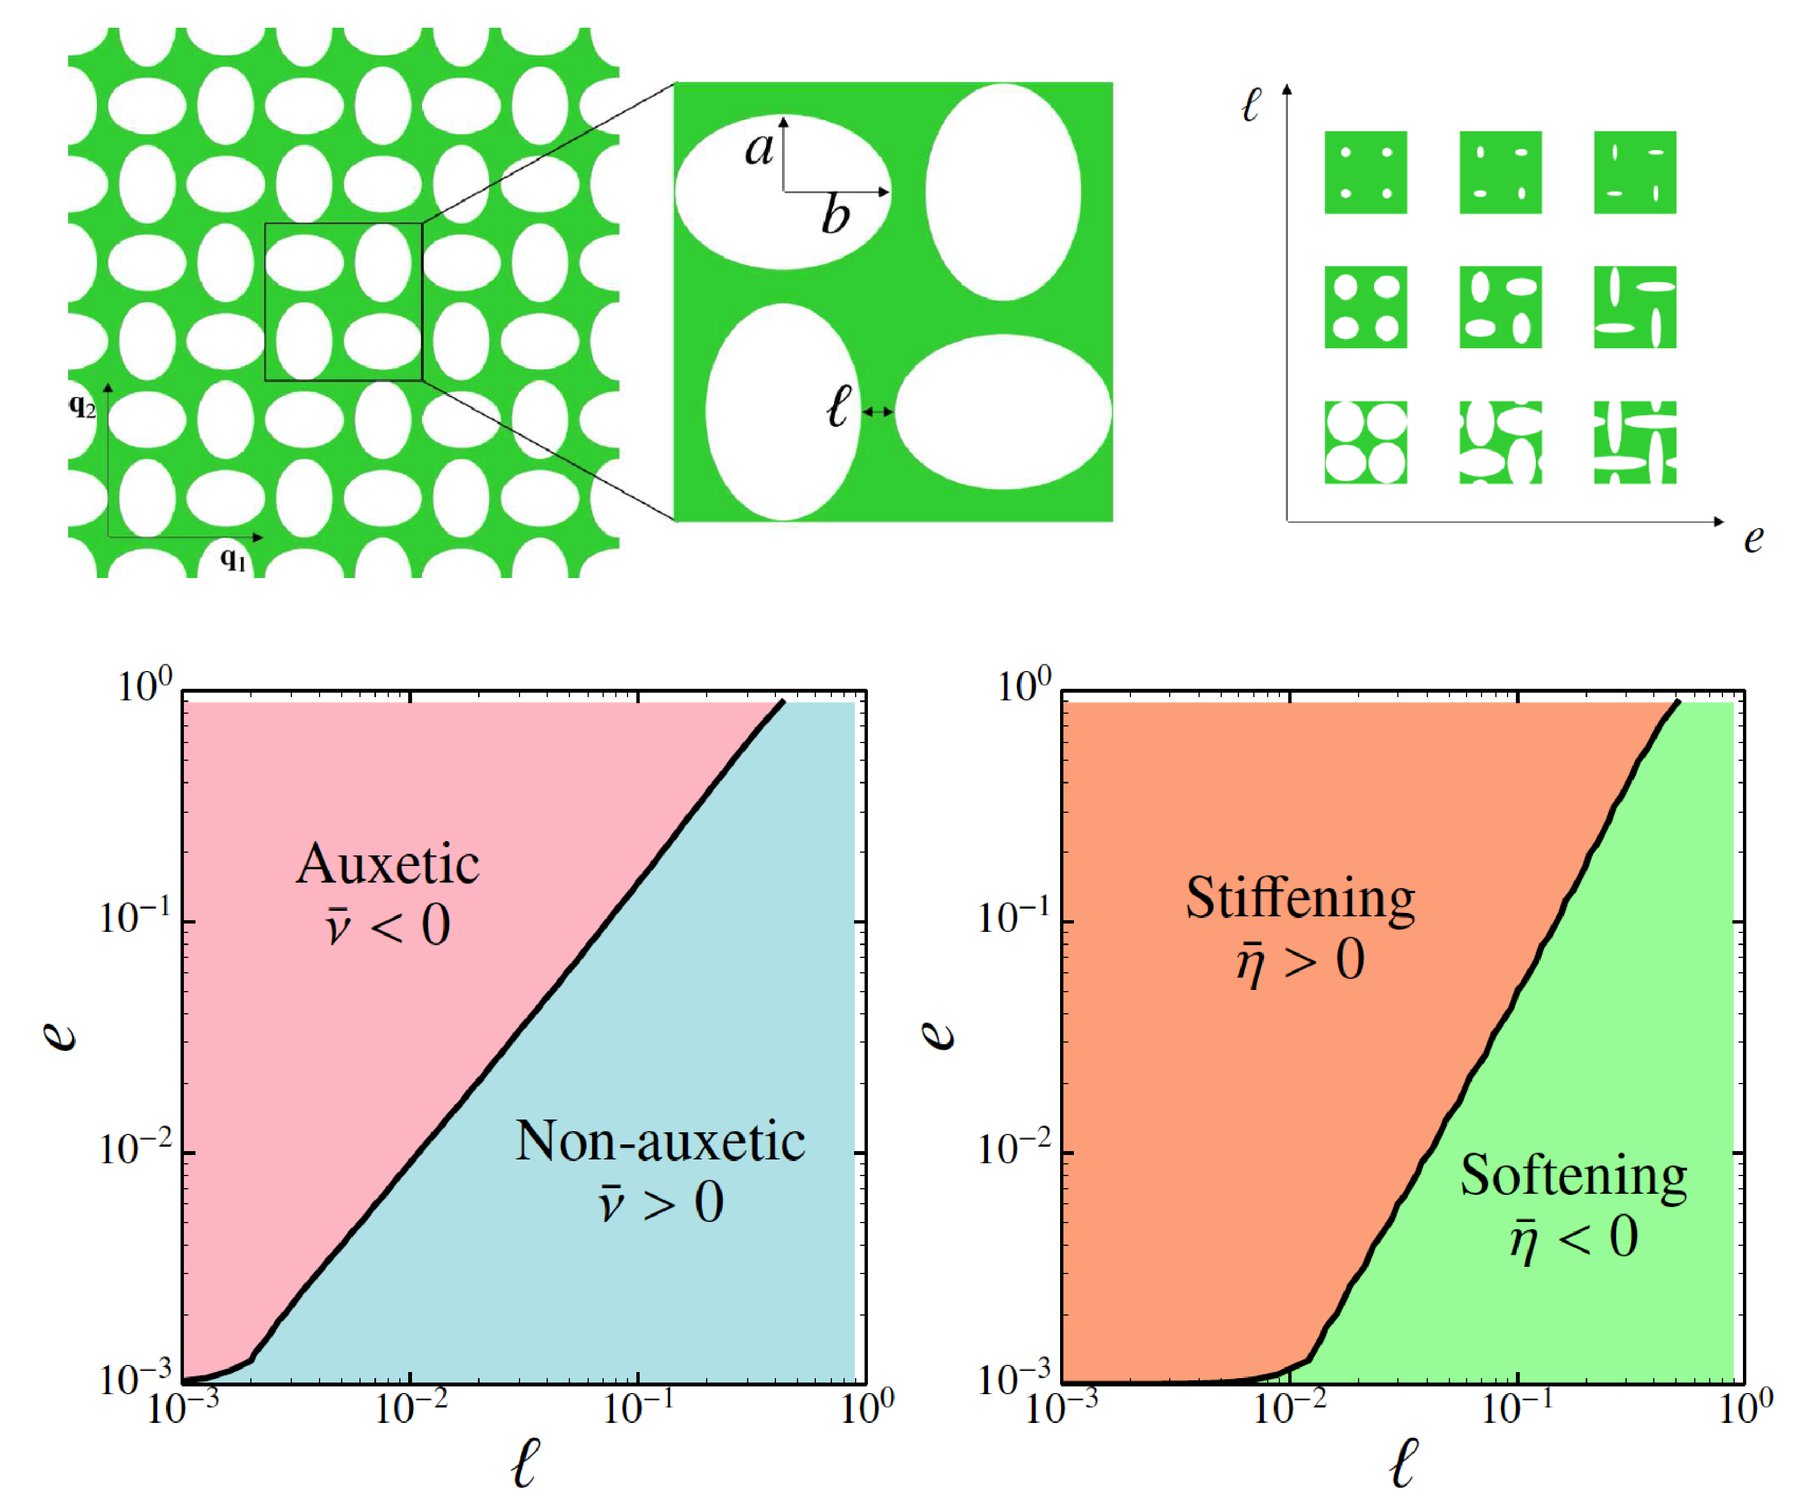 q₂
q₁
a
b
ℓ
ℓ
e
10⁰
10⁻¹
10⁻²
10⁻³
e
Auxetic
ν̄ < 0
Non-auxetic
ν̄ > 0
10⁻³ 10⁻² 10⁻¹ 10⁰
ℓ
10⁰
10⁻¹
10⁻²
10⁻³
e
Stiffening
η̄ > 0
Softening
η̄ < 0
10⁻³ 10⁻² 10⁻¹ 10⁰
ℓ